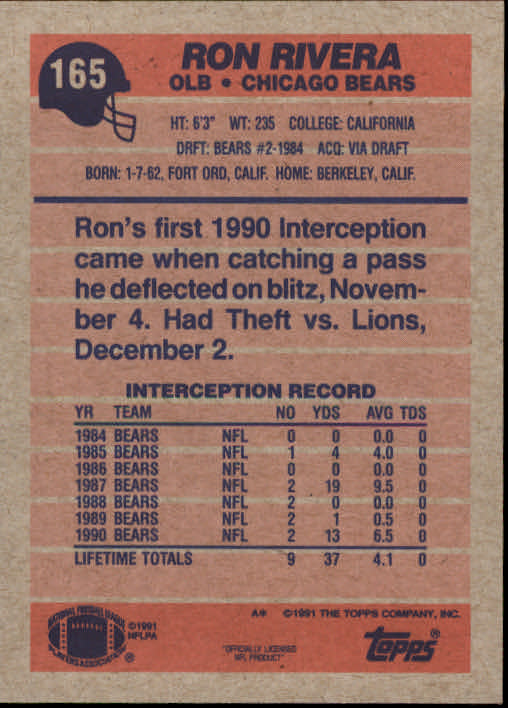 165
RON RIVERA
OLB • CHICAGO BEARS
HT: 6'3" WT: 235 COLLEGE: CALIFORNIA
DRFT: BEARS #2-1984 ACQ: VIA DRAFT
BORN: 1-7-62, FORT ORD, CALIF. HOME: BERKELEY, CALIF.
Ron's first 1990 Interception
came when catching a pass
he deflected on blitz, Novem-
ber 4. Had Theft vs. Lions,
December 2.
INTERCEPTION RECORD
YR TEAM NO YDS AVG TDS
1984 BEARS NFL 0 0 0.0 0
1985 BEARS NFL 1 4 4.0 0
1986 BEARS NFL 0 0 0.0 0
1987 BEARS NFL 2 19 9.5 0
1988 BEARS NFL 2 0 0.0 0
1989 BEARS NFL 2 1 0.5 0
1990 BEARS NFL 2 13 6.5 0
LIFETIME TOTALS 9 37 4.1 0
A* ©1991 THE TOPPS COMPANY, INC.
NATIONAL FOOTBALL LEAGUE
PLAYERS ASSOCIATION
®
©1991
NFLPA
"OFFICIALLY LICENSED
NFL PRODUCT"
topps®